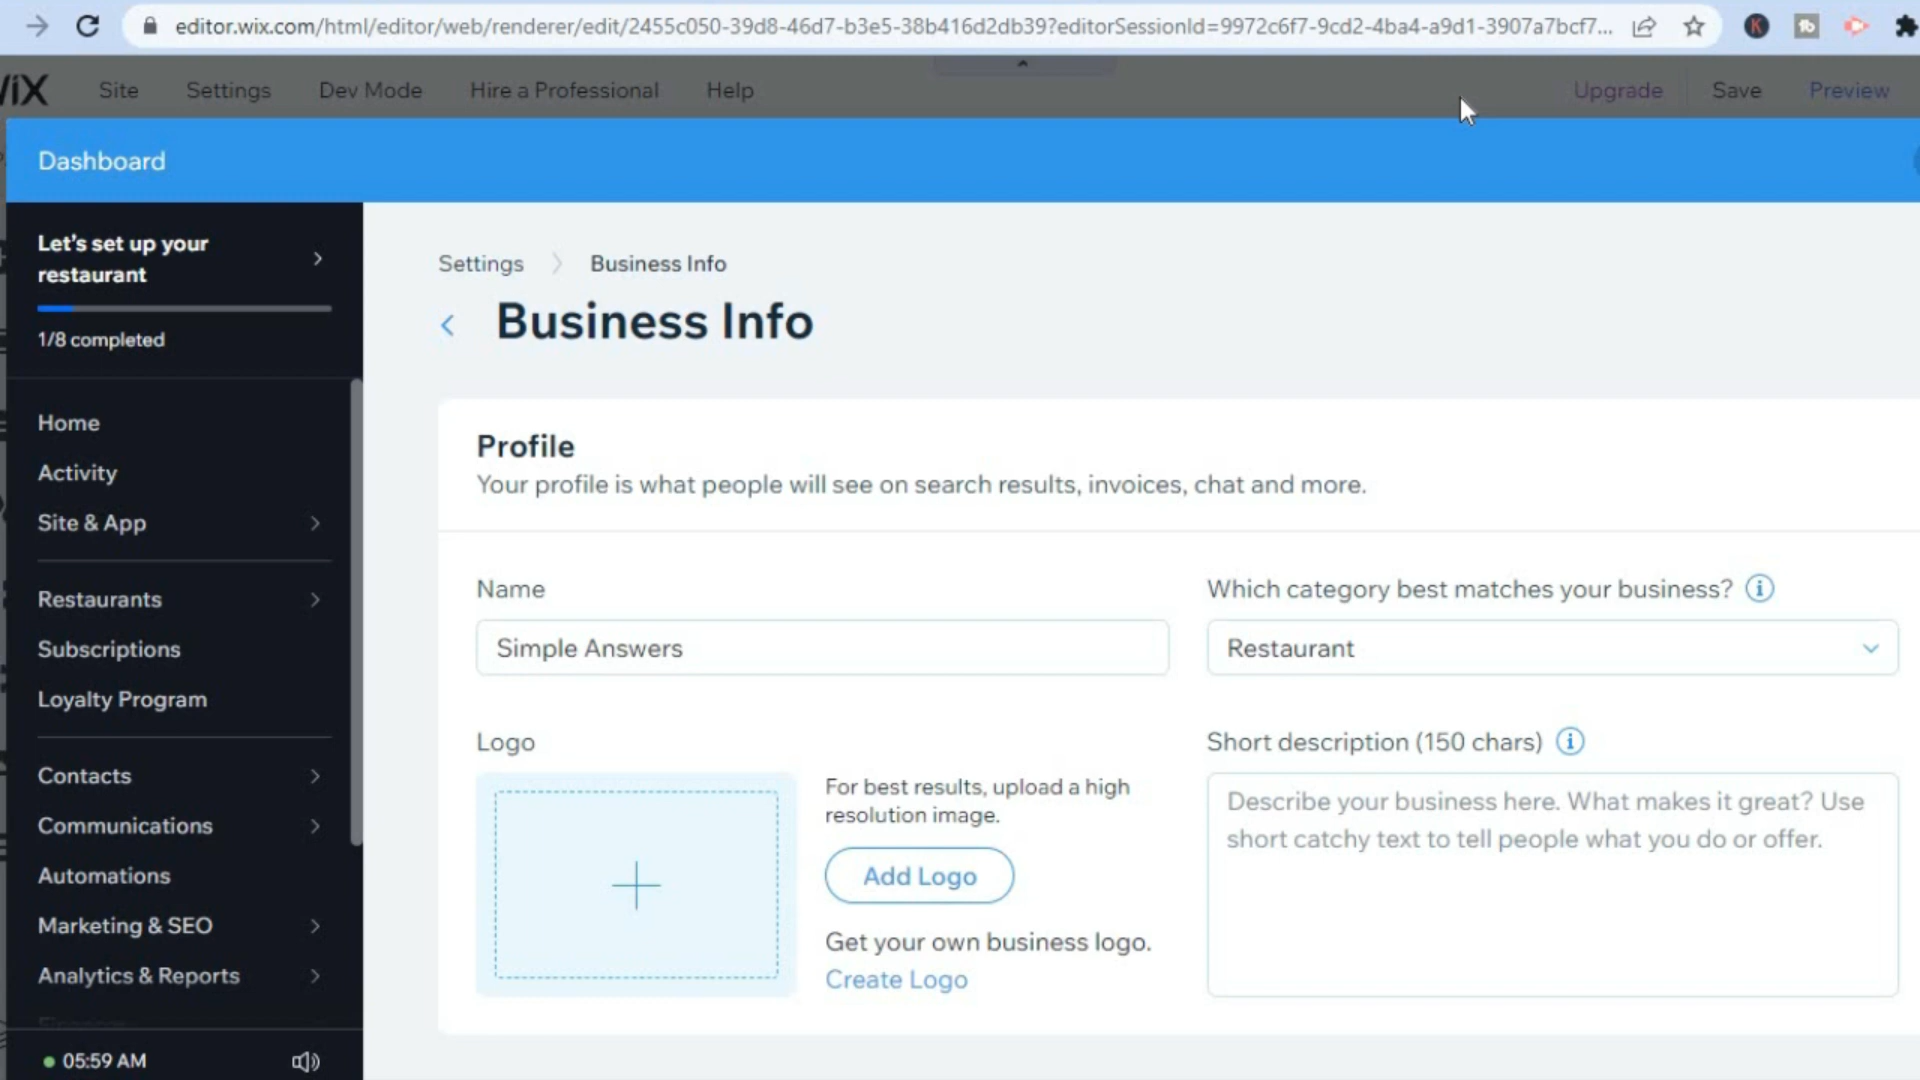 editor.wix.com/html/editor/web/renderer/edit/2455c050-39d8-46d7-b3e5-38b416d2db39?editorSessionId=9972c6f7-9cd2-4ba4-a9d1-3907a7bcf7...
WiX Site Settings Dev Mode Hire a Professional Help Upgrade Save Preview
Dashboard
Let's set up your
restaurant
1/8 completed
Home
Activity
Site & App
Restaurants
Subscriptions
Loyalty Program
Contacts
Communications
Automations
Marketing & SEO
Analytics & Reports
05:59 AM
Settings Business Info
Business Info
Profile
Your profile is what people will see on search results, invoices, chat and more.
Name
Simple Answers
Which category best matches your business?
Restaurant
Logo
For best results, upload a high
resolution image.
Add Logo
Get your own business logo.
Create Logo
Short description (150 chars)
Describe your business here. What makes it great? Use
short catchy text to tell people what you do or offer.